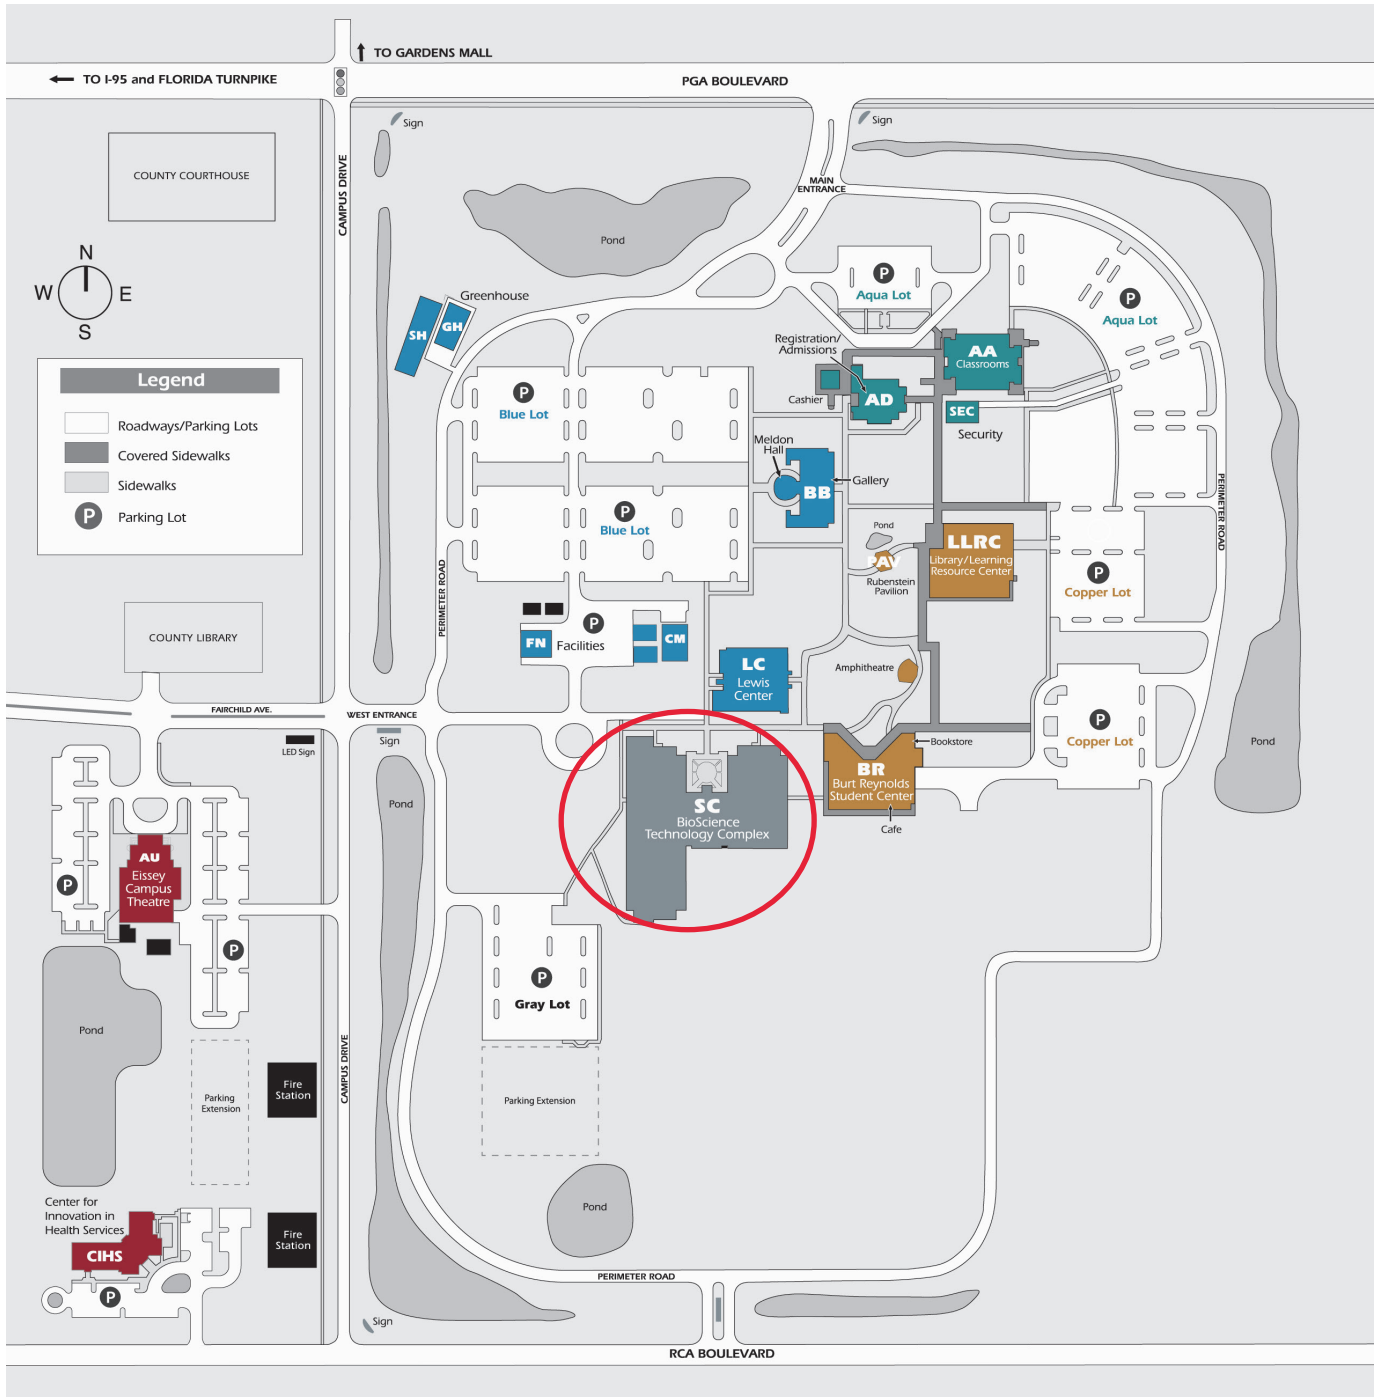 TO GARDENS MALL
TO I-95 and FLORIDA TURNPIKE
PGA BOULEVARD
Sign
Sign
CAMPUS DRIVE
COUNTY COURTHOUSE
MAIN
ENTRANCE
N
W E
S
Pond
P
Aqua Lot
P
Aqua Lot
Greenhouse
SH
GH
Registration/
Admissions
AA
Classrooms
Legend
Roadways/Parking Lots
Covered Sidewalks
Sidewalks
P Parking Lot
P
Blue Lot
Cashier
AD
SEC
Security
Meldon
Hall
BB
Gallery
P
Blue Lot
PERIMETER ROAD
Pond
PAV
Rubenstein
Pavilion
LLRC
Library/Learning
Resource Center
P
Copper Lot
PERIMETER ROAD
COUNTY LIBRARY
FN
P
Facilities
CM
LC
Lewis
Center
Amphitheatre
FAIRCHILD AVE.
WEST ENTRANCE
Sign
LED Sign
Bookstore
P
Copper Lot
Pond
BR
Burt Reynolds
Student Center
Cafe
SC
BioScience
Technology Complex
Pond
AU
Eissey
Campus
Theatre
P
P
P
Gray Lot
Pond
CAMPUS DRIVE
Parking
Extension
Fire
Station
Parking Extension
Center for
Innovation in
Health Services
CIHS
Fire
Station
Pond
P
PERIMETER ROAD
Sign
RCA BOULEVARD